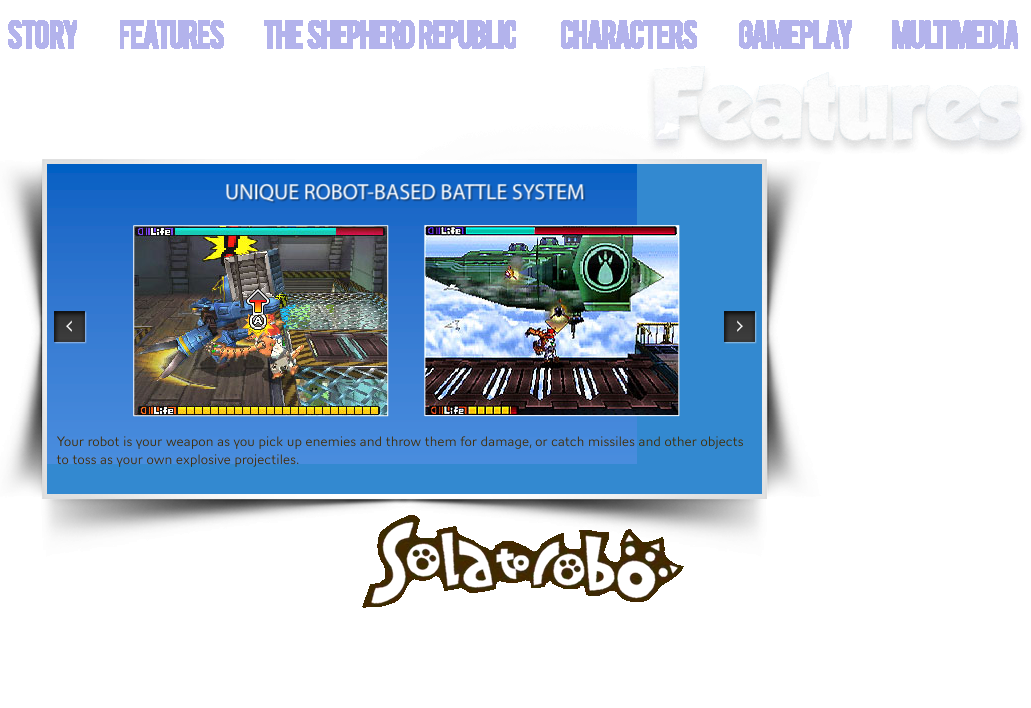 STORY FEATURES THE SHEPHERD REPUBLIC CHARACTERS GAMEPLAY MULTIMEDIA
Features
UNIQUE ROBOT-BASED BATTLE SYSTEM
Life
Life
A
Life
Life
Your robot is your weapon as you pick up enemies and throw them for damage, or catch missiles and other objects
to toss as your own explosive projectiles.
Solatorobo